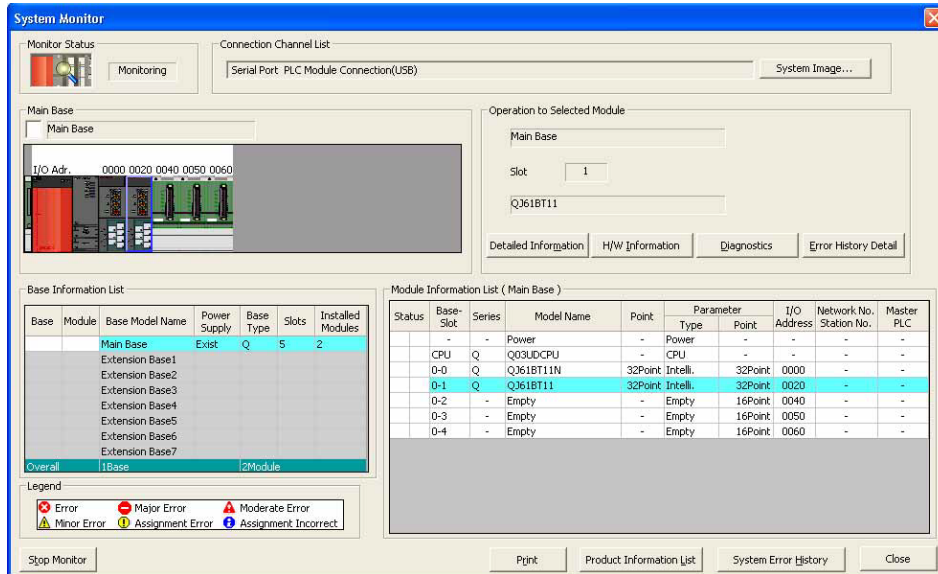 System Monitor
Monitor Status
Monitoring
Connection Channel List
Serial Port PLC Module Connection(USB)
System Image...
Main Base
Main Base
I/O Adr. 0000 0020 0040 0050 0060
Operation to Selected Module
Main Base
Slot 1
QJ61BT11
Detailed Information H/W Information Diagnostics Error History Detail
Base Information List
Base Module Base Model Name Power Supply Base Type Slots Installed Modules
Main Base Exist Q 5 2
Extension Base1
Extension Base2
Extension Base3
Extension Base4
Extension Base5
Extension Base6
Extension Base7
Overall 1Base 2Module
Legend
Error Major Error Moderate Error
Minor Error Assignment Error Assignment Incorrect
Module Information List ( Main Base )
Status Base-Slot Series Model Name Point Parameter Type Point I/O Address Network No. Station No. Master PLC
- - Power - Power - - - -
CPU Q Q03UDCPU - CPU - - - -
0-0 Q QJ61BT11N 32Point Intelli. 32Point 0000 - -
0-1 Q QJ61BT11 32Point Intelli. 32Point 0020 - -
0-2 - Empty - Empty 16Point 0040 - -
0-3 - Empty - Empty 16Point 0050 - -
0-4 - Empty - Empty 16Point 0060 - -
Stop Monitor Print Product Information List System Error History Close